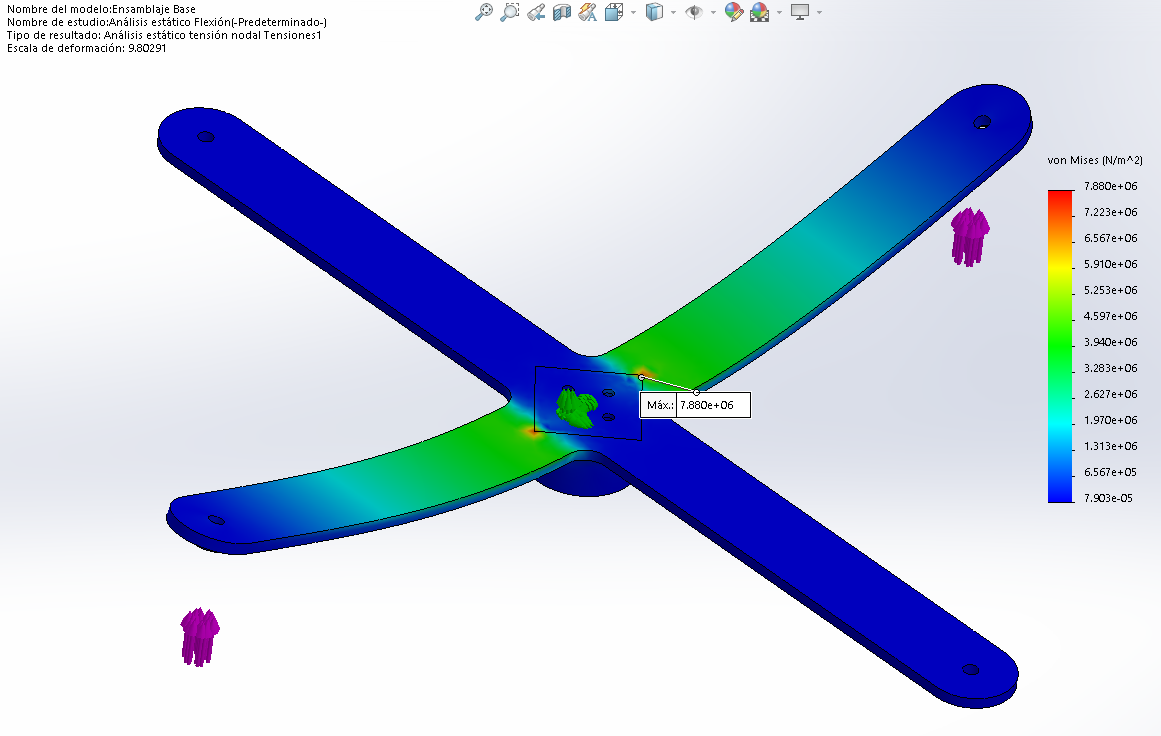 Nombre del modelo:Ensamblaje Base
Nombre de estudio:Análisis estático Flexión(-Predeterminado-)
Tipo de resultado: Análisis estático tensión nodal Tensiones1
Escala de deformación: 9.80291
von Mises (N/m^2)
7.880e+06
7.223e+06
6.567e+06
5.910e+06
5.253e+06
4.597e+06
3.940e+06
3.283e+06
2.627e+06
1.970e+06
1.313e+06
6.567e+05
7.903e-05
Máx.: 7.880e+06